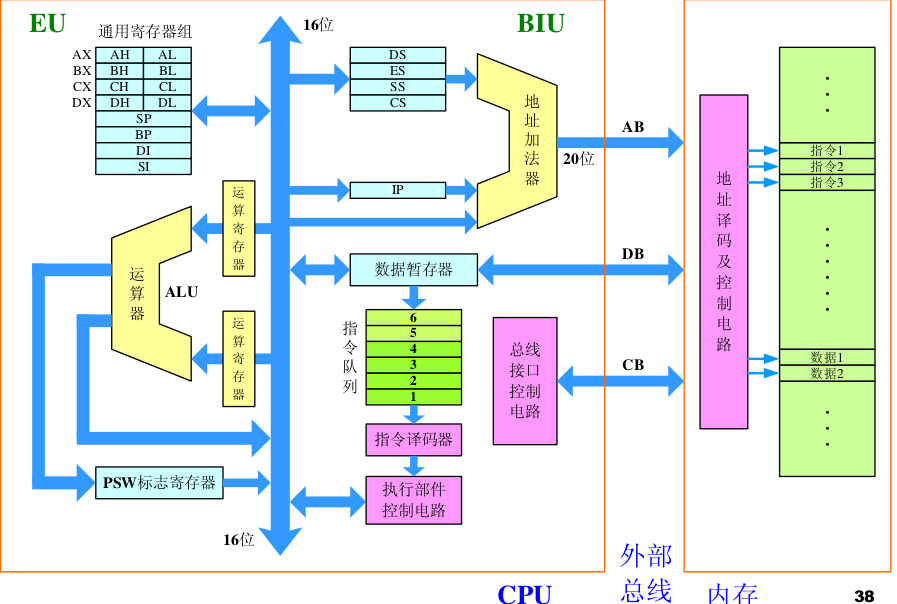 EU
16位
BIU
通用寄存器组
AX AH AL
BX BH BL
CX CH CL
DX DH DL
SP
BP
DI
SI
DS
ES
SS
CS
IP
地址加法器
20位
AB
运算寄存器
运算器
ALU
运算寄存器
数据暂存器
DB
指令队列
6
5
4
3
2
1
总线
接口
控制
电路
CB
指令译码器
执行部件
控制电路
PSW标志寄存器
16位
地址译码及控制电路
指令1
指令2
指令3
数据1
数据2
CPU
外部
总线
内存
38